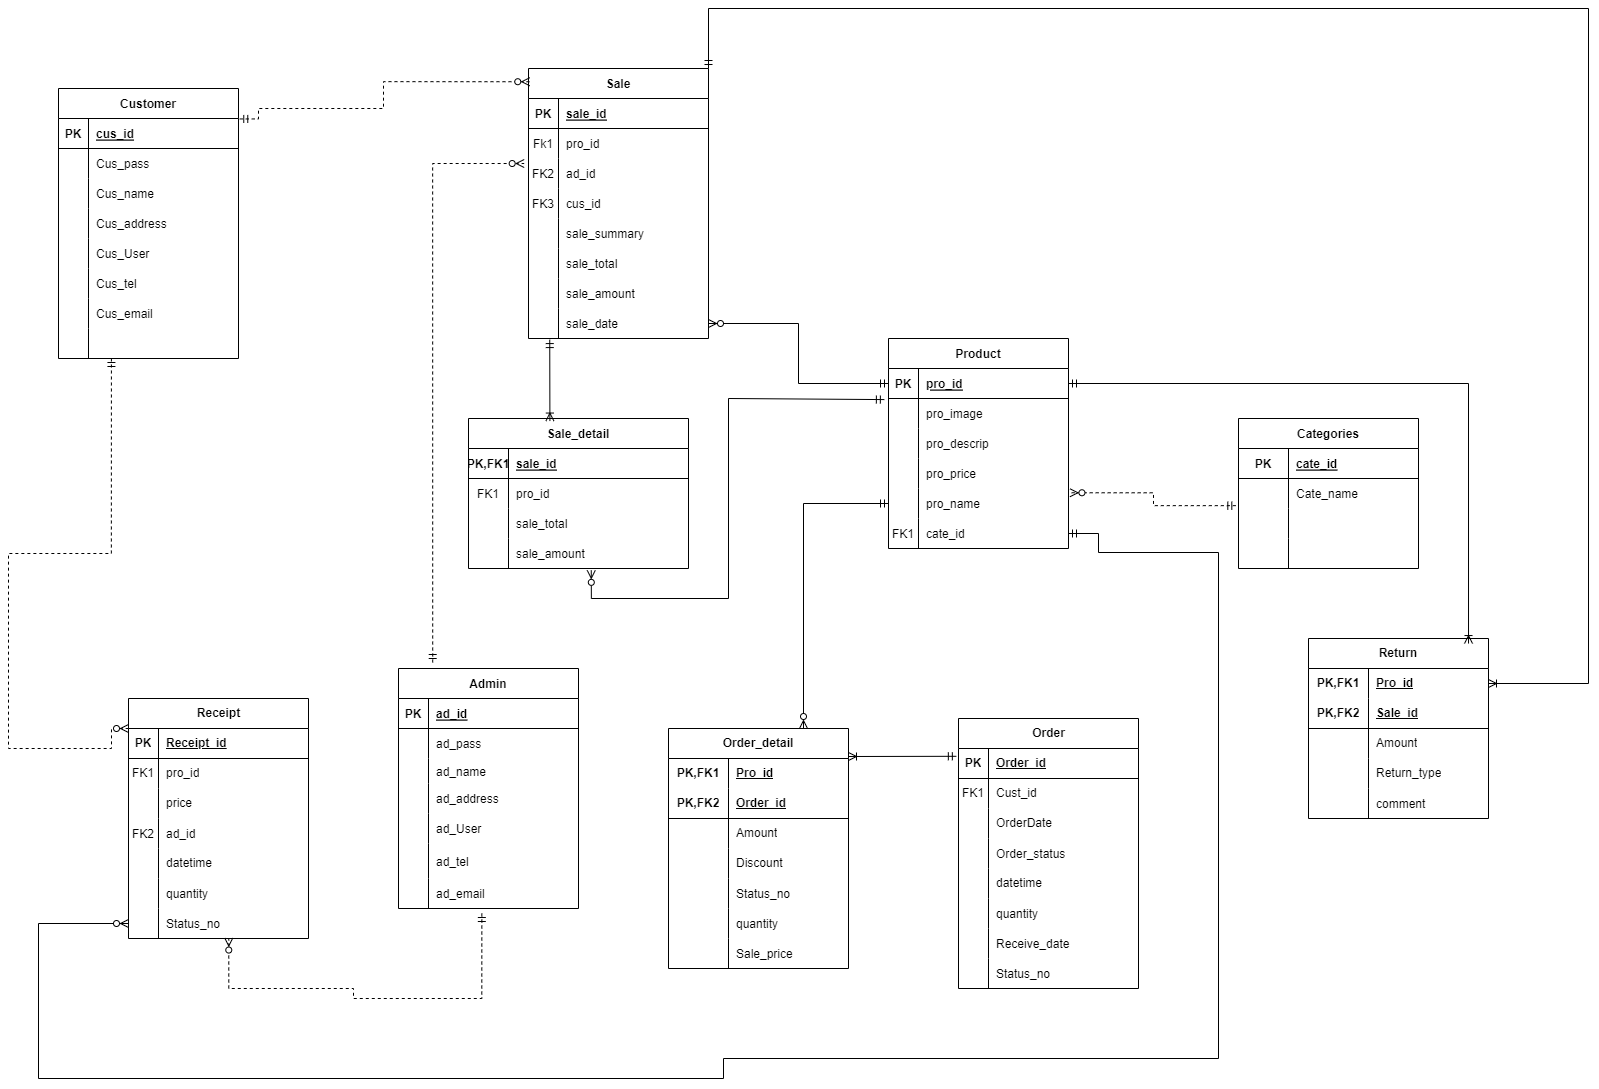 Customer
PK cus_id
Cus_pass
Cus_name
Cus_address
Cus_User
Cus_tel
Cus_email
Sale
PK sale_id
Fk1 pro_id
FK2 ad_id
FK3 cus_id
sale_summary
sale_total
sale_amount
sale_date
Product
PK pro_id
pro_image
pro_descrip
pro_price
pro_name
FK1 cate_id
Categories
PK cate_id
Cate_name
Sale_detail
PK,FK1 sale_id
FK1 pro_id
sale_total
sale_amount
Return
PK,FK1 Pro_id
PK,FK2 Sale_id
Amount
Return_type
comment
Receipt
PK Receipt_id
FK1 pro_id
price
FK2 ad_id
datetime
quantity
Status_no
Admin
PK ad_id
ad_pass
ad_name
ad_address
ad_User
ad_tel
ad_email
Order_detail
PK,FK1 Pro_id
PK,FK2 Order_id
Amount
Discount
Status_no
quantity
Sale_price
Order
PK Order_id
FK1 Cust_id
OrderDate
Order_status
datetime
quantity
Receive_date
Status_no